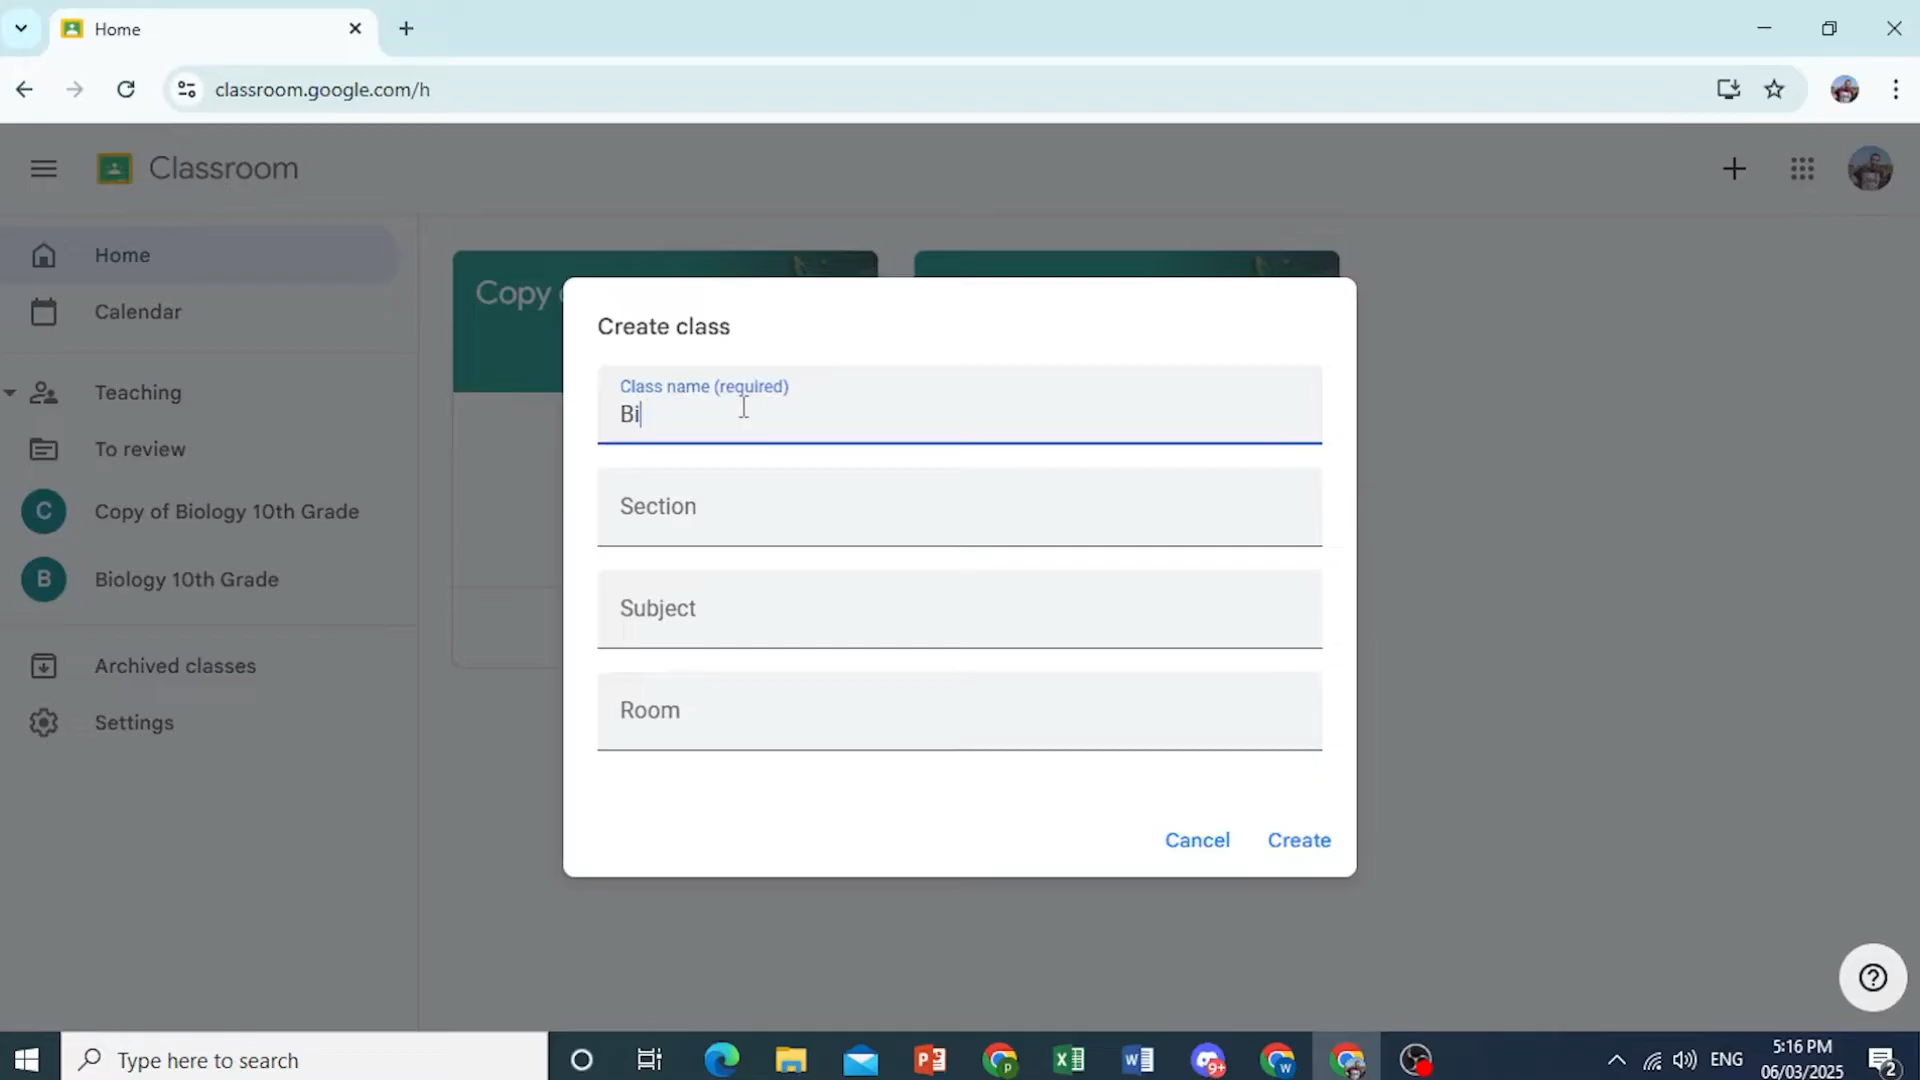 Home
classroom.google.com/h
Classroom
Home
Calendar
Teaching
To review
C Copy of Biology 10th Grade
B Biology 10th Grade
Archived classes
Settings
Copy
Create class
Class name (required)
Bi
Section
Subject
Room
Cancel Create
Type here to search
9+
ENG
5:16 PM
06/03/2025
2